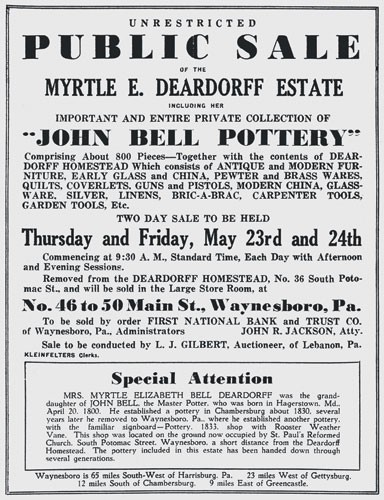 UNRESTRICTED
PUBLIC SALE
OF THE
MYRTLE E. DEARDORFF ESTATE
INCLUDING HER
IMPORTANT AND ENTIRE PRIVATE COLLECTION OF
"JOHN BELL POTTERY"
Comprising About 800 Pieces—Together with the contents of DEAR-
DORFF HOMESTEAD Which consists of ANTIQUE and MODERN FUR-
NITURE, EARLY GLASS and CHINA, PEWTER and BRASS WARES,
QUILTS, COVERLETS, GUNS and PISTOLS, MODERN CHINA, GLASS-
WARE, SILVER, LINENS, BRIC-A-BRAC, CARPENTER TOOLS,
GARDEN TOOLS, Etc.
TWO DAY SALE TO BE HELD
Thursday and Friday, May 23rd and 24th
Commencing at 9:30 A. M., Standard Time, Each Day with Afternoon
and Evening Sessions.
Removed from the DEARDORFF HOMESTEAD, No. 36 South Poto-
mac St., and will be sold in the Large Store Room, at
No. 46 to 50 Main St., Waynesboro, Pa.
To be sold by order FIRST NATIONAL BANK and TRUST CO.
of Waynesboro, Pa., Administrators JOHN R. JACKSON, Atty.
Sale to be conducted by L. J. GILBERT, Auctioneer, of Lebanon, Pa.
KLEINFELTERS Clerks.
Special Attention
MRS. MYRTLE ELIZABETH BELL DEARDORFF was the grand-
daughter of JOHN BELL, the Master Potter, who was born in Hagerstown, Md.,
April 20, 1800. He established a pottery in Chambersburg about 1830, several
years later he removed to Waynesboro, Pa., where he established another pottery,
with the familiar signboard—Pottery, 1833, shop with Rooster Weather
Vane. This shop was located on the ground now occupied by St. Paul's Reformed
Church, South Potomac Street, Waynesboro, a short distance from the Deardorff
Homestead. The pottery included in this estate has been handed down through
several generations.
Waynesboro is 65 miles South-West of Harrisburg, Pa. 23 miles West of Gettysburg.
12 miles South of Chambersburg. 9 miles East of Greencastle.